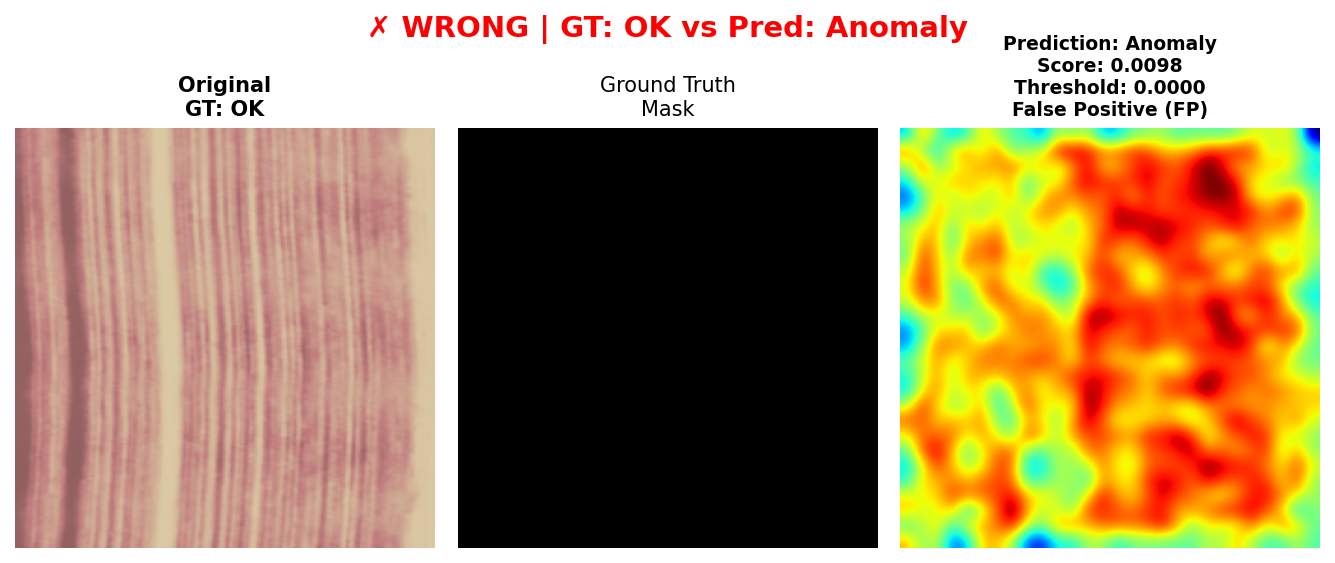 ✗ WRONG | GT: OK vs Pred: Anomaly
Original
GT: OK
Ground Truth
Mask
Prediction: Anomaly
Score: 0.0098
Threshold: 0.0000
False Positive (FP)